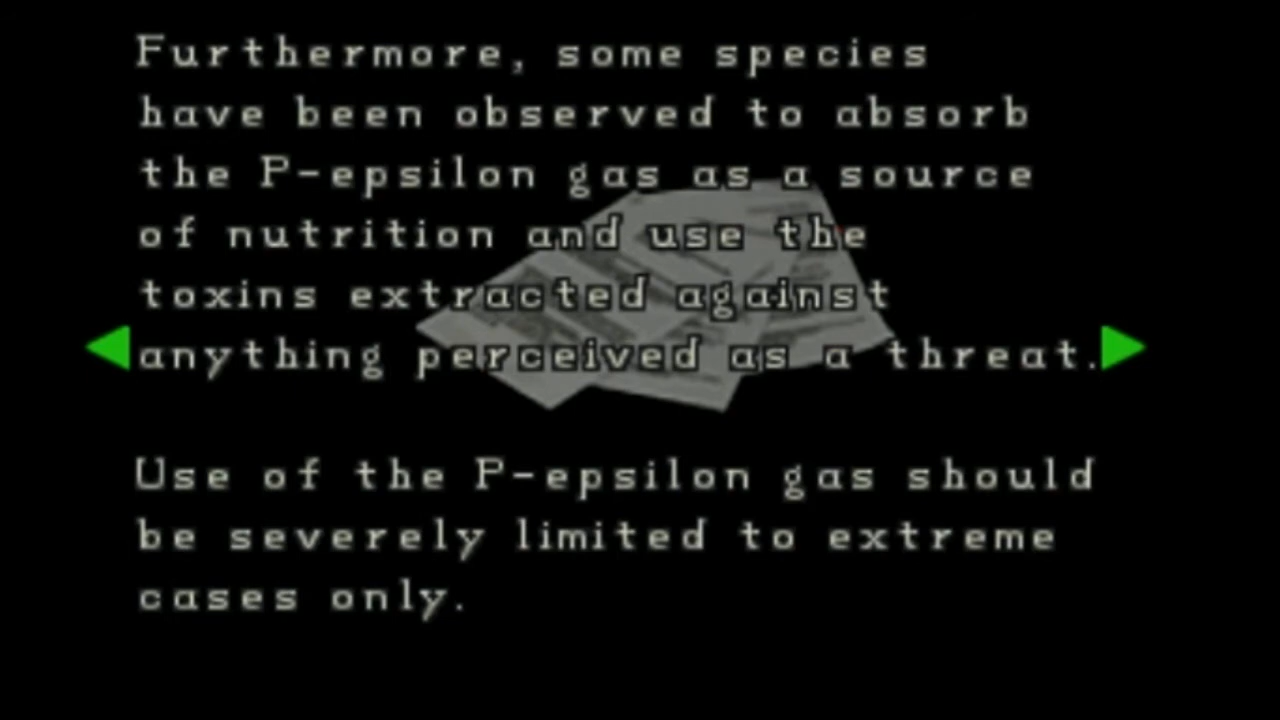 Furthermore, some species
have been observed to absorb
the P-epsilon gas as a source
of nutrition and use the
toxins extracted against
anything perceived as a threat.
Use of the P-epsilon gas should
be severely limited to extreme
cases only.